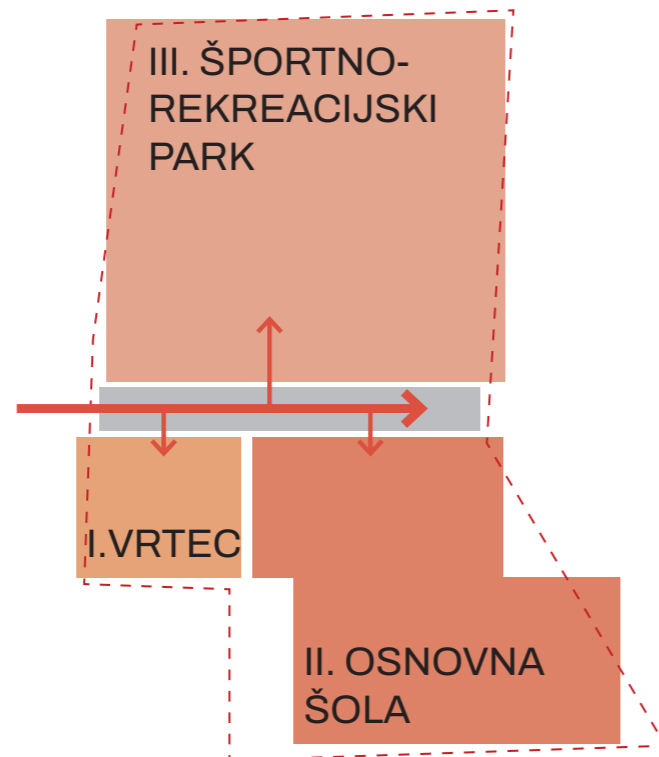 III. ŠPORTNO-
REKREACIJSKI
PARK
I.VRTEC
II. OSNOVNA
ŠOLA